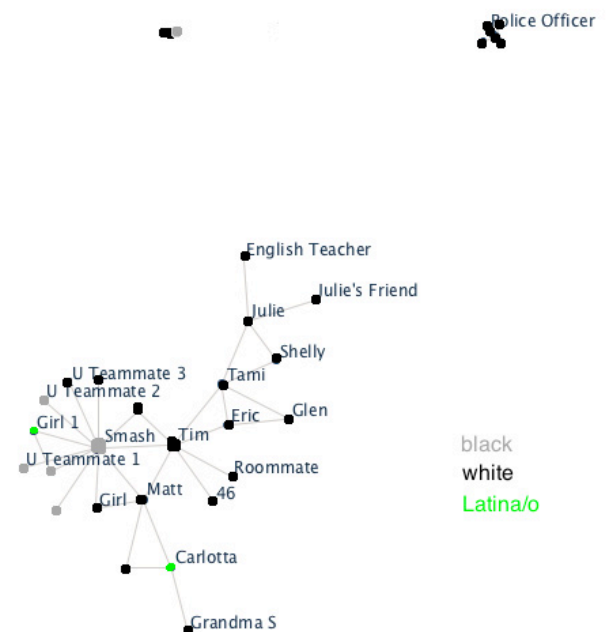 Police Officer
English Teacher
Julie's Friend
Julie
Shelly
U Teammate 3
Tami
U Teammate 2
Girl 1
Eric
Glen
Smash
Tim
U Teammate 1
Roommate
Matt
46
Girl
Carlotta
Grandma S
black
white
Latina/o